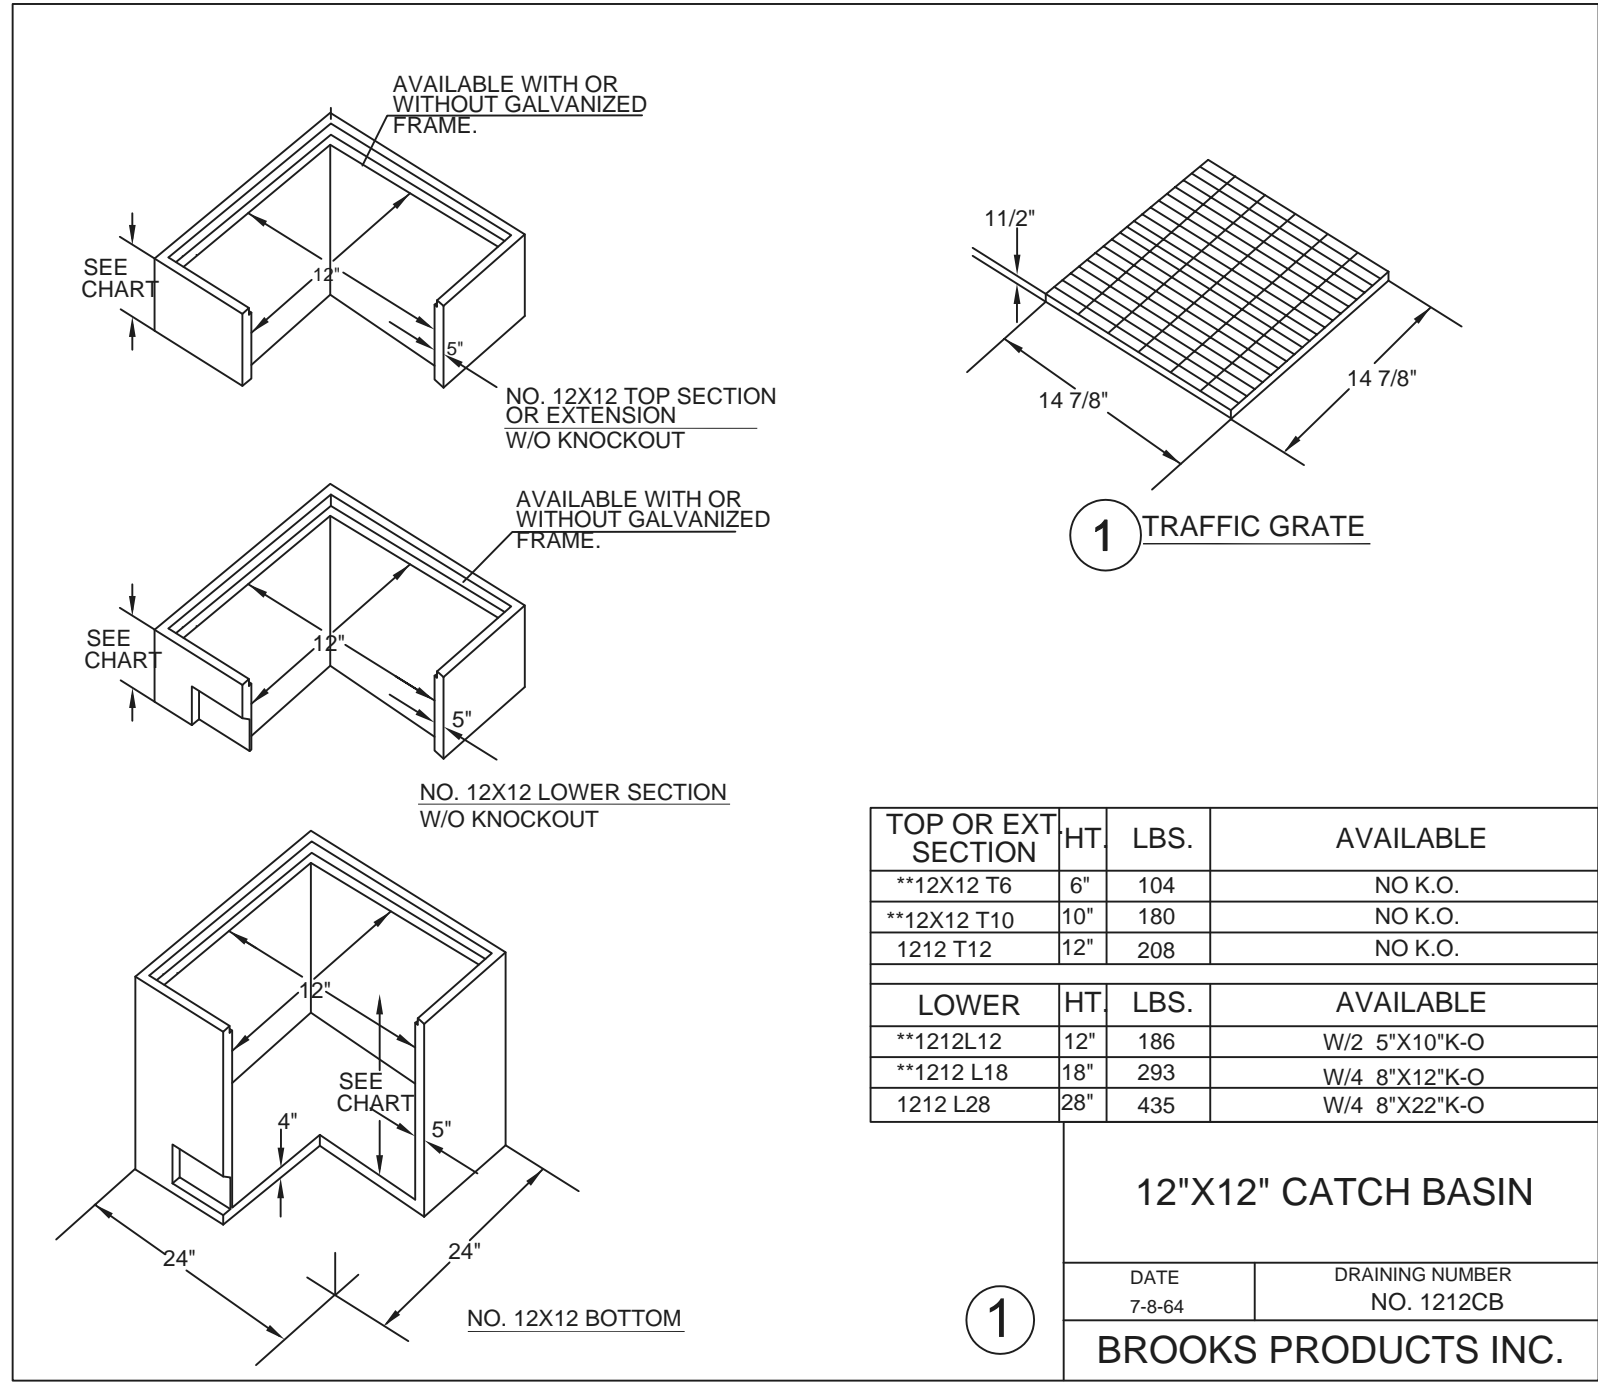 AVAILABLE WITH OR
WITHOUT GALVANIZED
FRAME.
SEE
CHART
12"
5"
NO. 12X12 TOP SECTION
OR EXTENSION
W/O KNOCKOUT
11/2"
14 7/8"
14 7/8"
1 TRAFFIC GRATE
AVAILABLE WITH OR
WITHOUT GALVANIZED
FRAME.
SEE
CHART
12"
5"
NO. 12X12 LOWER SECTION
W/O KNOCKOUT
12"
SEE
CHART
4"
5"
24"
24"
NO. 12X12 BOTTOM
TOP OR EXT. HT. LBS. AVAILABLE
SECTION
**12X12 T6 6" 104 NO K.O.
**12X12 T10 10" 180 NO K.O.
1212 T12 12" 208 NO K.O.
LOWER HT. LBS. AVAILABLE
**1212L12 12" 186 W/2 5"X10"K-O
**1212 L18 18" 293 W/4 8"X12"K-O
1212 L28 28" 435 W/4 8"X22"K-O
12"X12" CATCH BASIN
DATE DRAINING NUMBER
7-8-64 NO. 1212CB
1
BROOKS PRODUCTS INC.